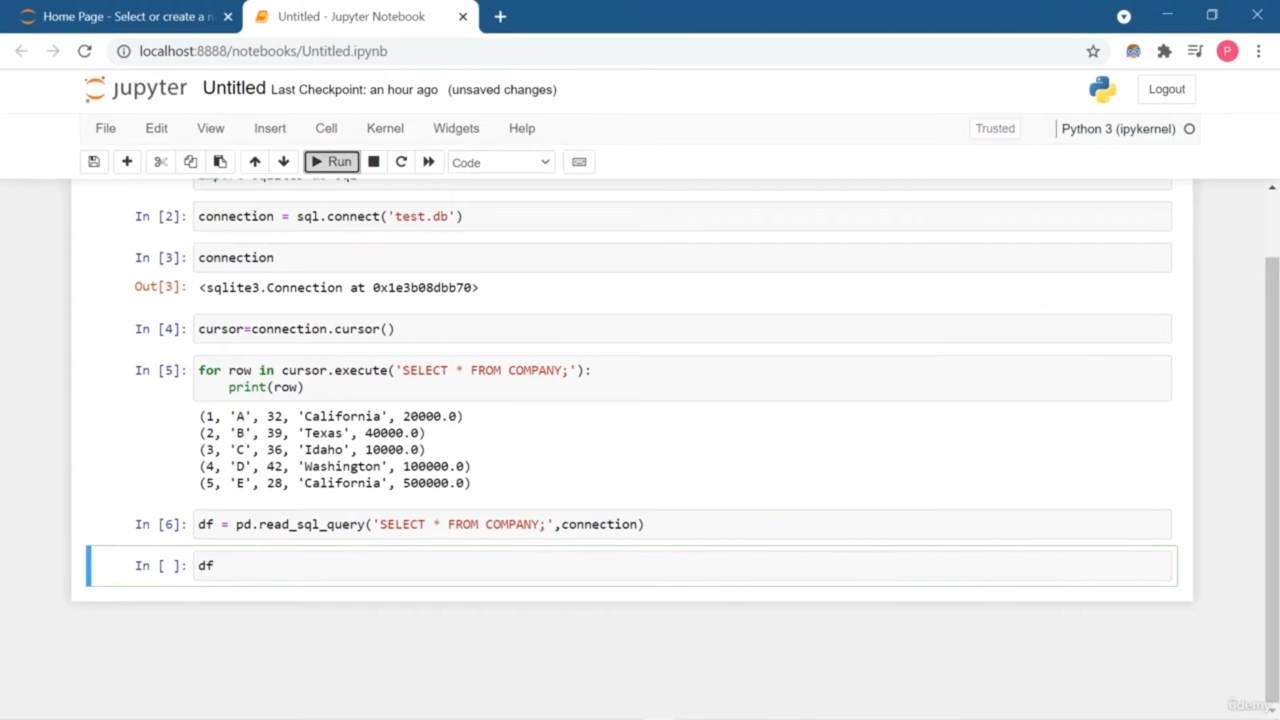 Home Page - Select or create a n
Untitled - Jupyter Notebook
localhost:8888/notebooks/Untitled.ipynb
P
jupyter Untitled Last Checkpoint: an hour ago (unsaved changes)
Logout
File Edit View Insert Cell Kernel Widgets Help
Trusted
Python 3 (ipykernel)
Run
Code
In [2]: connection = sql.connect('test.db')
In [3]: connection
Out[3]: <sqlite3.Connection at 0x1e3b08dbb70>
In [4]: cursor=connection.cursor()
In [5]: for row in cursor.execute('SELECT * FROM COMPANY;'):
print(row)
(1, 'A', 32, 'California', 20000.0)
(2, 'B', 39, 'Texas', 40000.0)
(3, 'C', 36, 'Idaho', 10000.0)
(4, 'D', 42, 'Washington', 100000.0)
(5, 'E', 28, 'California', 500000.0)
In [6]: df = pd.read_sql_query('SELECT * FROM COMPANY;',connection)
In [ ]: df
ûdemy